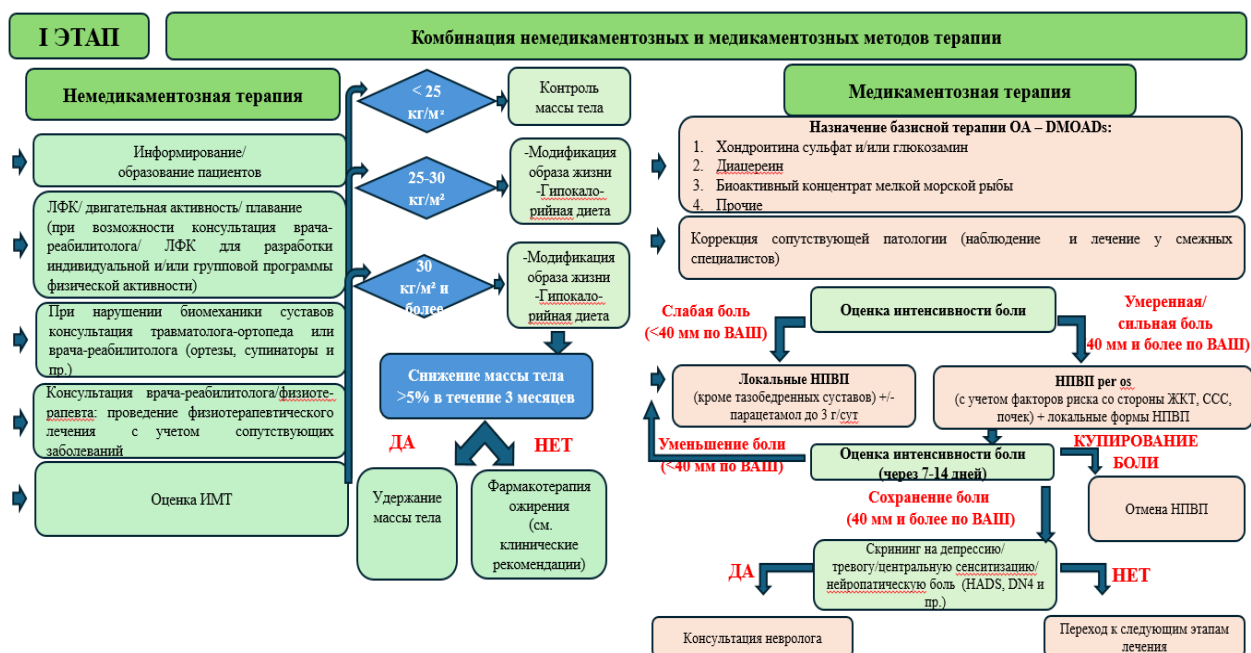 I ЭТАП
Комбинация немедикаментозных и медикаментозных методов терапии
Немедикаментозная терапия
Информирование/
образование пациентов
ЛФК/ двигательная активность/ плавание
(при возможности консультация врача-
реабилитолога/ ЛФК для разработки
индивидуальной и/или групповой программы
физической активности)
При нарушении биомеханики суставов
консультация травматолога-ортопеда или
врача-реабилитолога (ортезы, супинаторы и
пр.)
Консультация врача-реабилитолога/физиоте-
рапевта: проведение физиотерапевтического
лечения с учетом сопутствующих
заболеваний
Оценка ИМТ
< 25
кг/м²
Контроль
массы тела
25-30
кг/м²
-Модификация
образа жизни
-Гипокало-
рийная диета
30
кг/м² и
более
-Модификация
образа жизни
-Гипокало-
рийная диета
Снижение массы тела
>5% в течение 3 месяцев
ДА
НЕТ
Удержание
массы тела
Фармакотерапия
ожирения
(см.
клинические
рекомендации)
Медикаментозная терапия
Назначение базисной терапии ОА – DMOADs:
1. Хондроитина сульфат и/или глюкозамин
2. Диацереин
3. Биоактивный концентрат мелкой морской рыбы
4. Прочие
Коррекция сопутствующей патологии (наблюдение и лечение у смежных
специалистов)
Слабая боль
(<40 мм по ВАШ)
Оценка интенсивности боли
Умеренная/
сильная боль
40 мм и более по ВАШ)
Локальные НПВП
(кроме тазобедренных суставов) +/-
парацетамол до 3 г/сут
НПВП per os
(с учетом факторов риска со стороны ЖКТ, ССС,
почек) + локальные формы НПВП
Уменьшение боли
(<40 мм по ВАШ)
Оценка интенсивности боли
(через 7-14 дней)
КУПИРОВАНИЕ
БОЛИ
Сохранение боли
(40 мм и более по ВАШ)
Отмена НПВП
Скрининг на депрессию/
тревогу/центральную сенситизацию/
нейропатическую боль (HADS, DN4 и
пр.)
ДА
НЕТ
Консультация невролога
Переход к следующим этапам
лечения